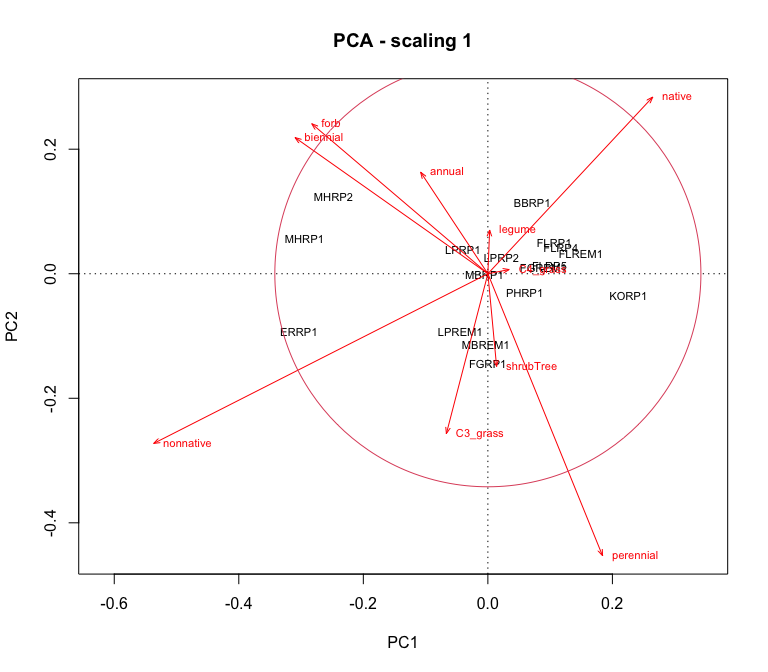 PCA - scaling 1
native
forb
biennial
annual
MHRP2
BBRP1
legume
MHRP1
FLRP1
LPRP1
FLRP4
FLREM1
LPRP2
FLRP5
MBRP1
PHRP1
KORP1
ERRP1
LPREM1
MBREM1
FGRP1
shrubTree
C3_grass
nonnative
perennial
PC2
0.2
0.0
-0.2
-0.4
-0.6
-0.4
-0.2
0.0
0.2
PC1